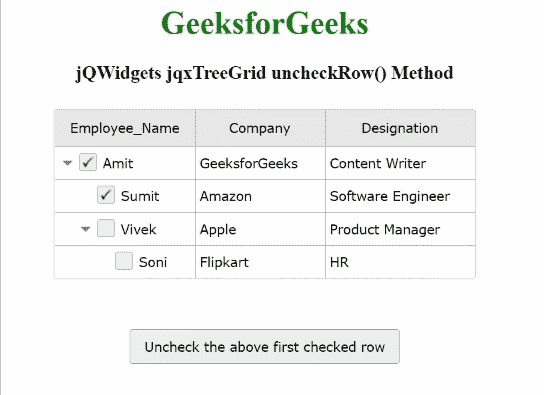 GeeksforGeeks
jQWidgets jqxTreeGrid uncheckRow() Method
Employee_Name Company Designation
Amit GeeksforGeeks Content Writer
Sumit Amazon Software Engineer
Vivek Apple Product Manager
Soni Flipkart HR
Uncheck the above first checked row